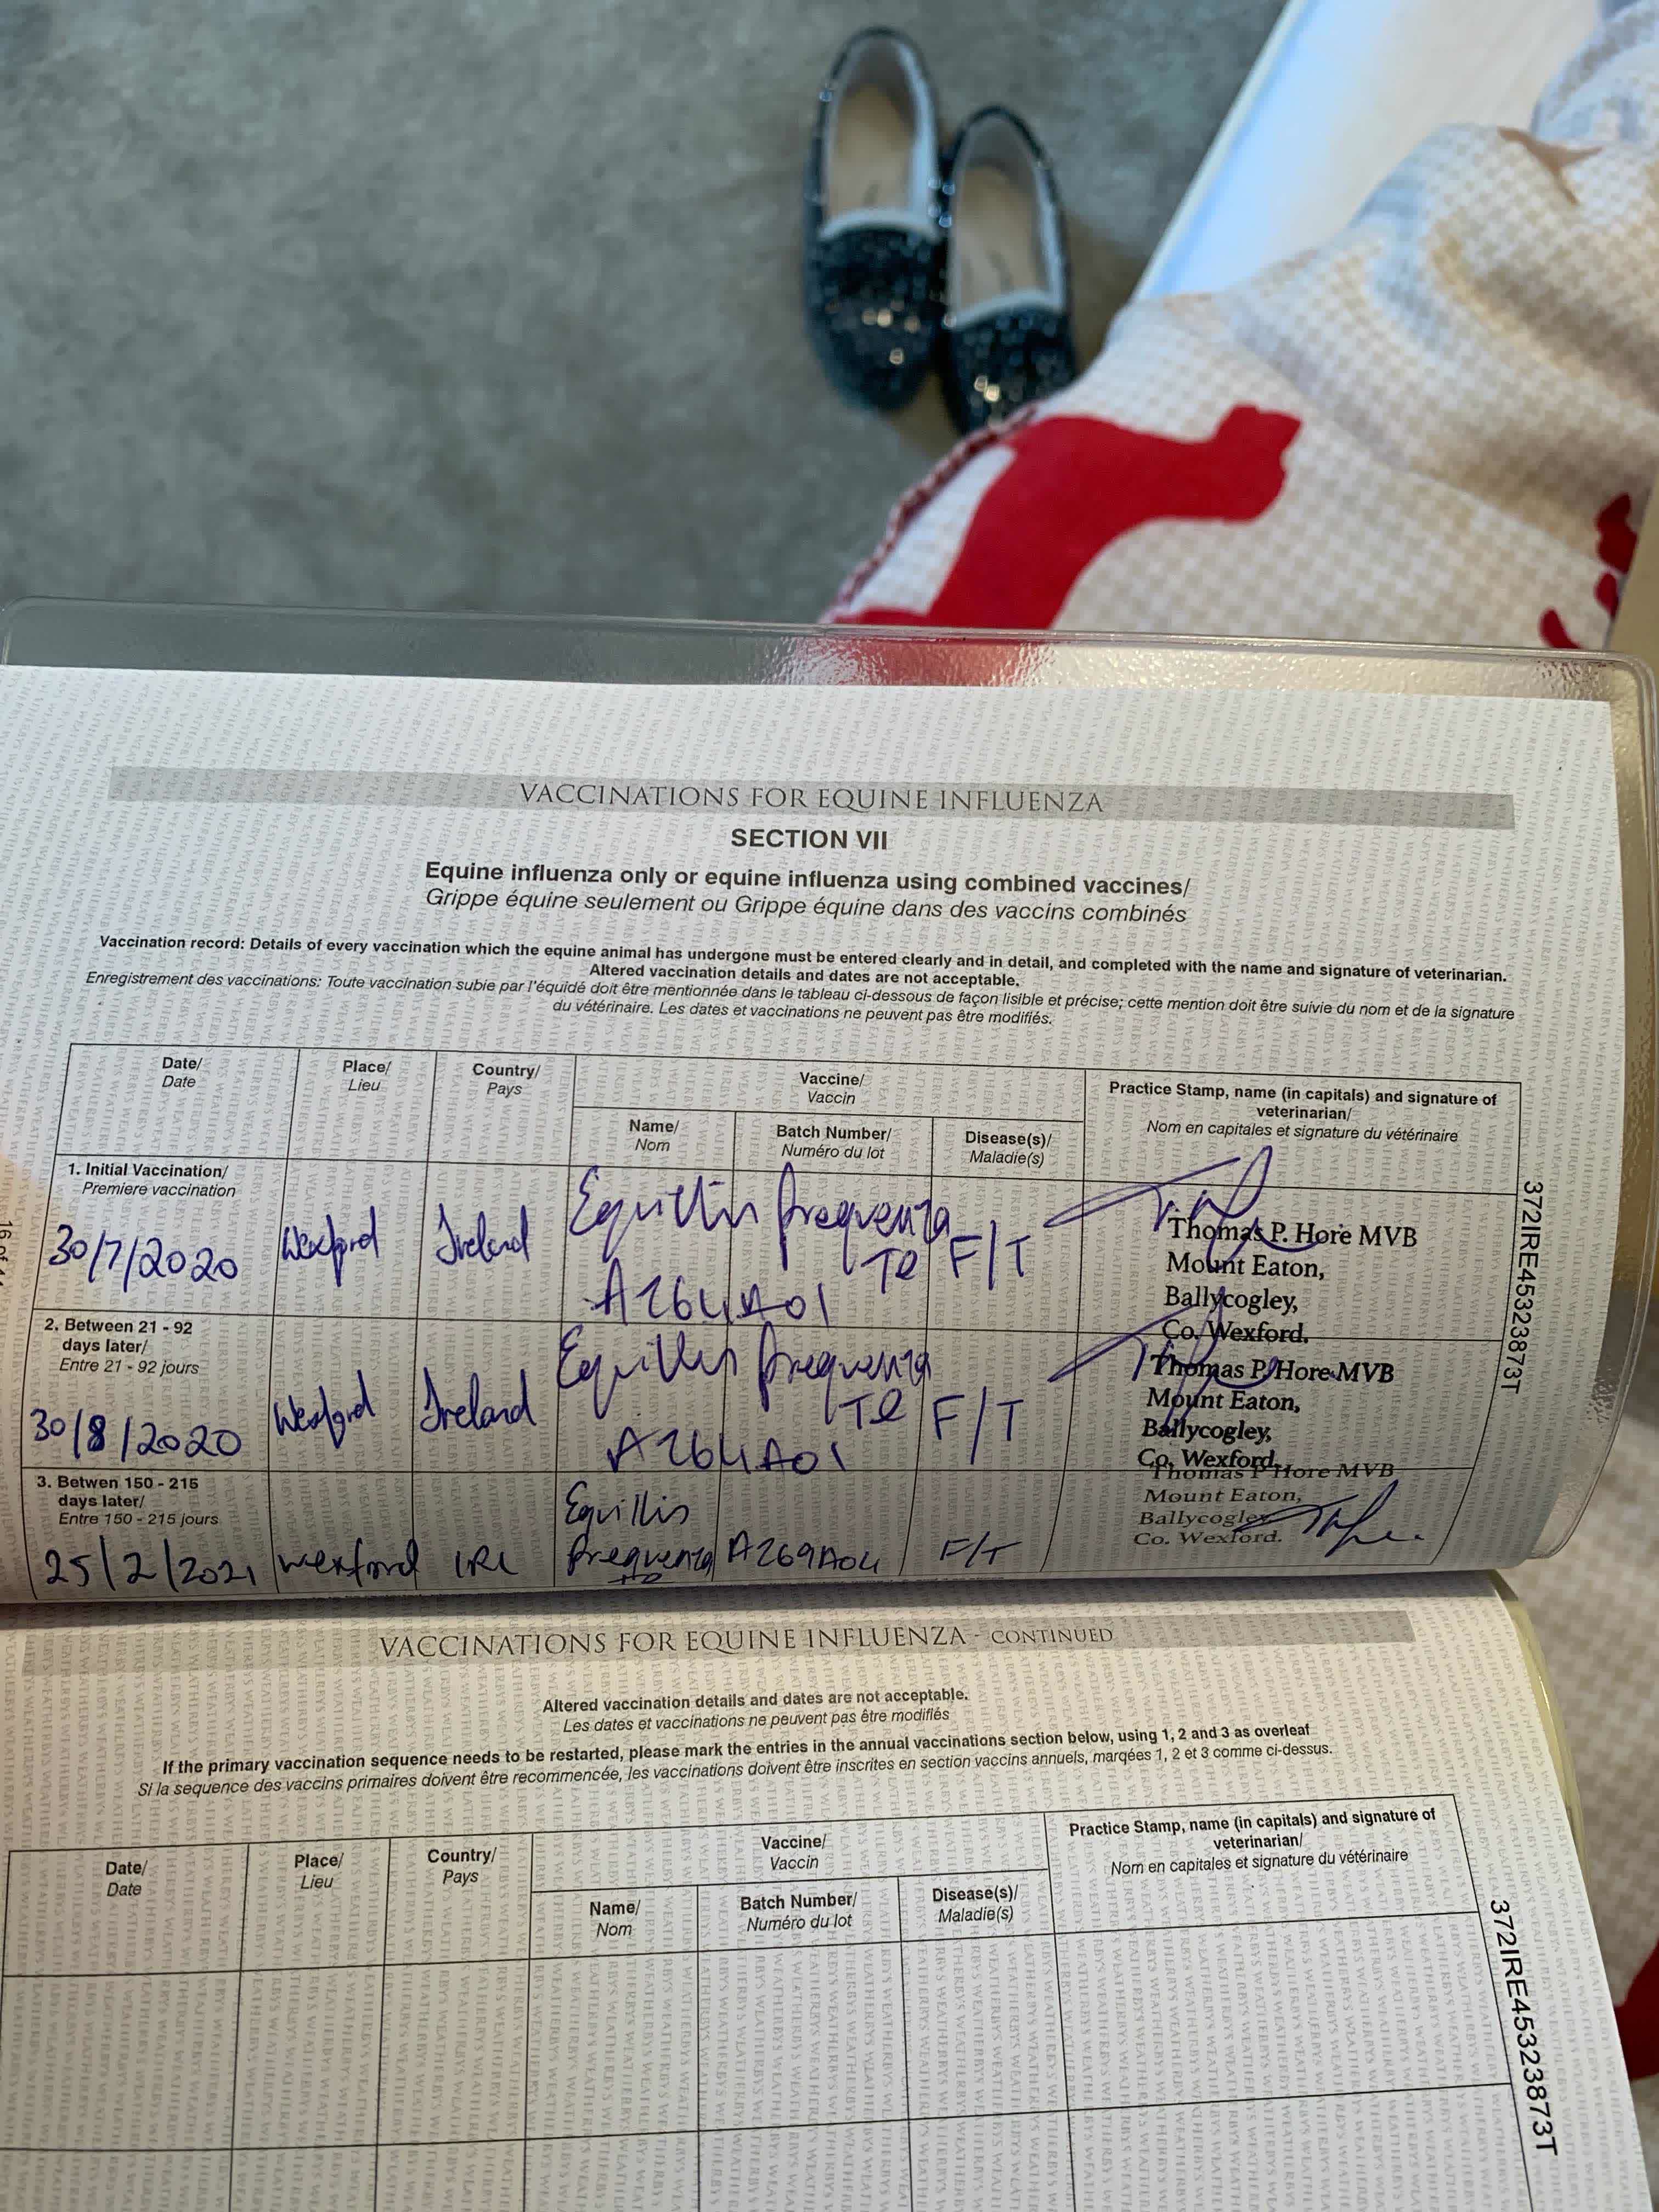 VACCINATIONS FOR EQUINE INFLUENZA
SECTION VII
Equine influenza only or equine influenza using combined vaccines/
Grippe équine seulement ou Grippe équine dans des vaccins combinés
Vaccination record: Details of every vaccination which the equine animal has undergone must be entered clearly and in detail, and completed with the name and signature of veterinarian.
Altered vaccination details and dates are not acceptable.
Enregistrement des vaccinations: Toute vaccination subie par l'équidé doit être mentionnée dans le tableau ci-dessous de façon lisible et précise; cette mention doit être suivie du nom et de la signature
du vétérinaire. Les dates et vaccinations ne peuvent pas être modifiés.
Date/
Date
Place/
Lieu
Country/
Pays
Vaccine/
Vaccin
Name/
Nom
Batch Number/
Numéro du lot
Disease(s)/
Maladie(s)
Practice Stamp, name (in capitals) and signature of
veterinarian/
Nom en capitales et signature du vétérinaire
1. Initial Vaccination/
Premiere vaccination
30/7/2020
Wexford
Ireland
Equillis prequenza
Te
A264A01
F/T
Thomas P. Hore MVB
Mount Eaton,
Ballycogley,
Co. Wexford.
2. Between 21 - 92
days later/
Entre 21 - 92 jours
30/8/2020
Wexford
Ireland
Equillis prequenza
Te
A264A01
F/T
Thomas P. Hore MVB
Mount Eaton,
Ballycogley,
Co. Wexford.
3. Betwen 150 - 215
days later/
Entre 150 - 215 jours
25/2/2021
Wexford
IRL
Equillis
prequenza
A269A04
F/T
Thomas P Hore MVB
Mount Eaton,
Ballycogley
Co. Wexford.
372IRE45323873T
VACCINATIONS FOR EQUINE INFLUENZA - CONTINUED
Altered vaccination details and dates are not acceptable.
Les dates et vaccinations ne peuvent pas être modifiés
If the primary vaccination sequence needs to be restarted, please mark the entries in the annual vaccinations section below, using 1, 2 and 3 as overleaf
Si la sequence des vaccins primaires doivent être recommencée, les vaccinations doivent être inscrites en section vaccins annuels, marqées 1, 2 et 3 comme ci-dessus.
Date/
Date
Place/
Lieu
Country/
Pays
Vaccine/
Vaccin
Name/
Nom
Batch Number/
Numéro du lot
Disease(s)/
Maladie(s)
Practice Stamp, name (in capitals) and signature of
veterinarian/
Nom en capitales et signature du vétérinaire
372IRE45323873T